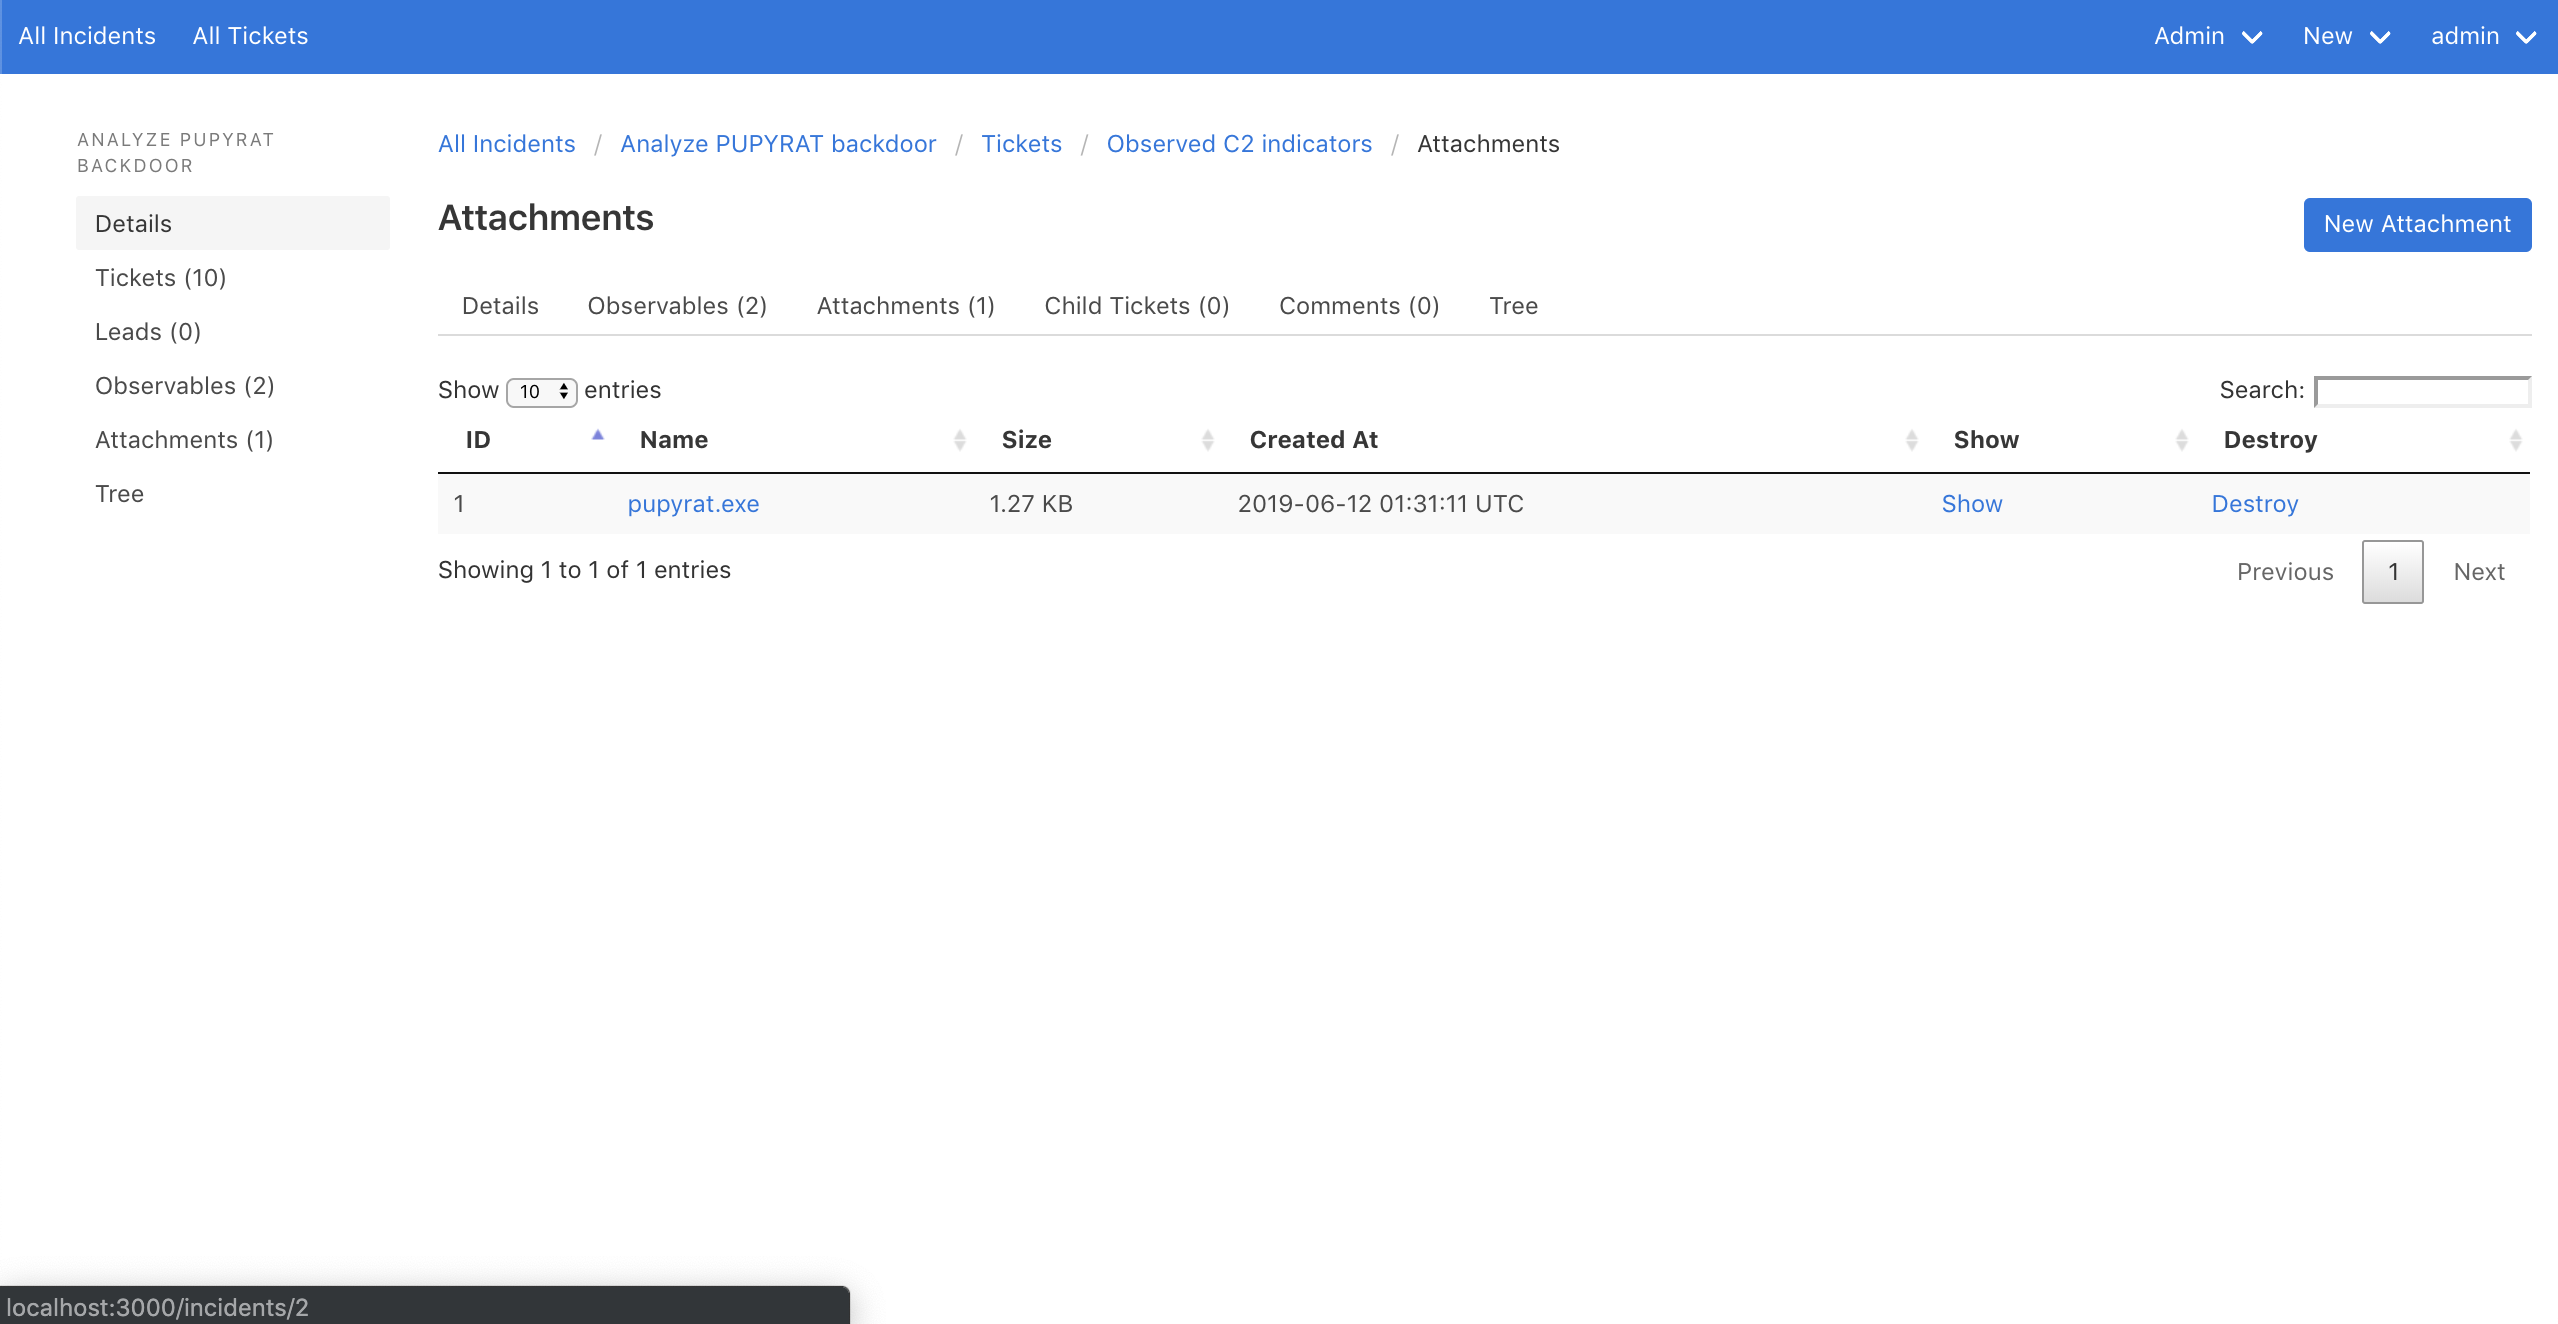 All Incidents All Tickets Admin New admin
ANALYZE PUPYRAT
BACKDOOR
Details
Tickets (10)
Leads (0)
Observables (2)
Attachments (1)
Tree
All Incidents / Analyze PUPYRAT backdoor / Tickets / Observed C2 indicators / Attachments
Attachments
New Attachment
Details Observables (2) Attachments (1) Child Tickets (0) Comments (0) Tree
Show 10 entries Search:
ID Name Size Created At Show Destroy
1 pupyrat.exe 1.27 KB 2019-06-12 01:31:11 UTC Show Destroy
Showing 1 to 1 of 1 entries Previous 1 Next
localhost:3000/incidents/2